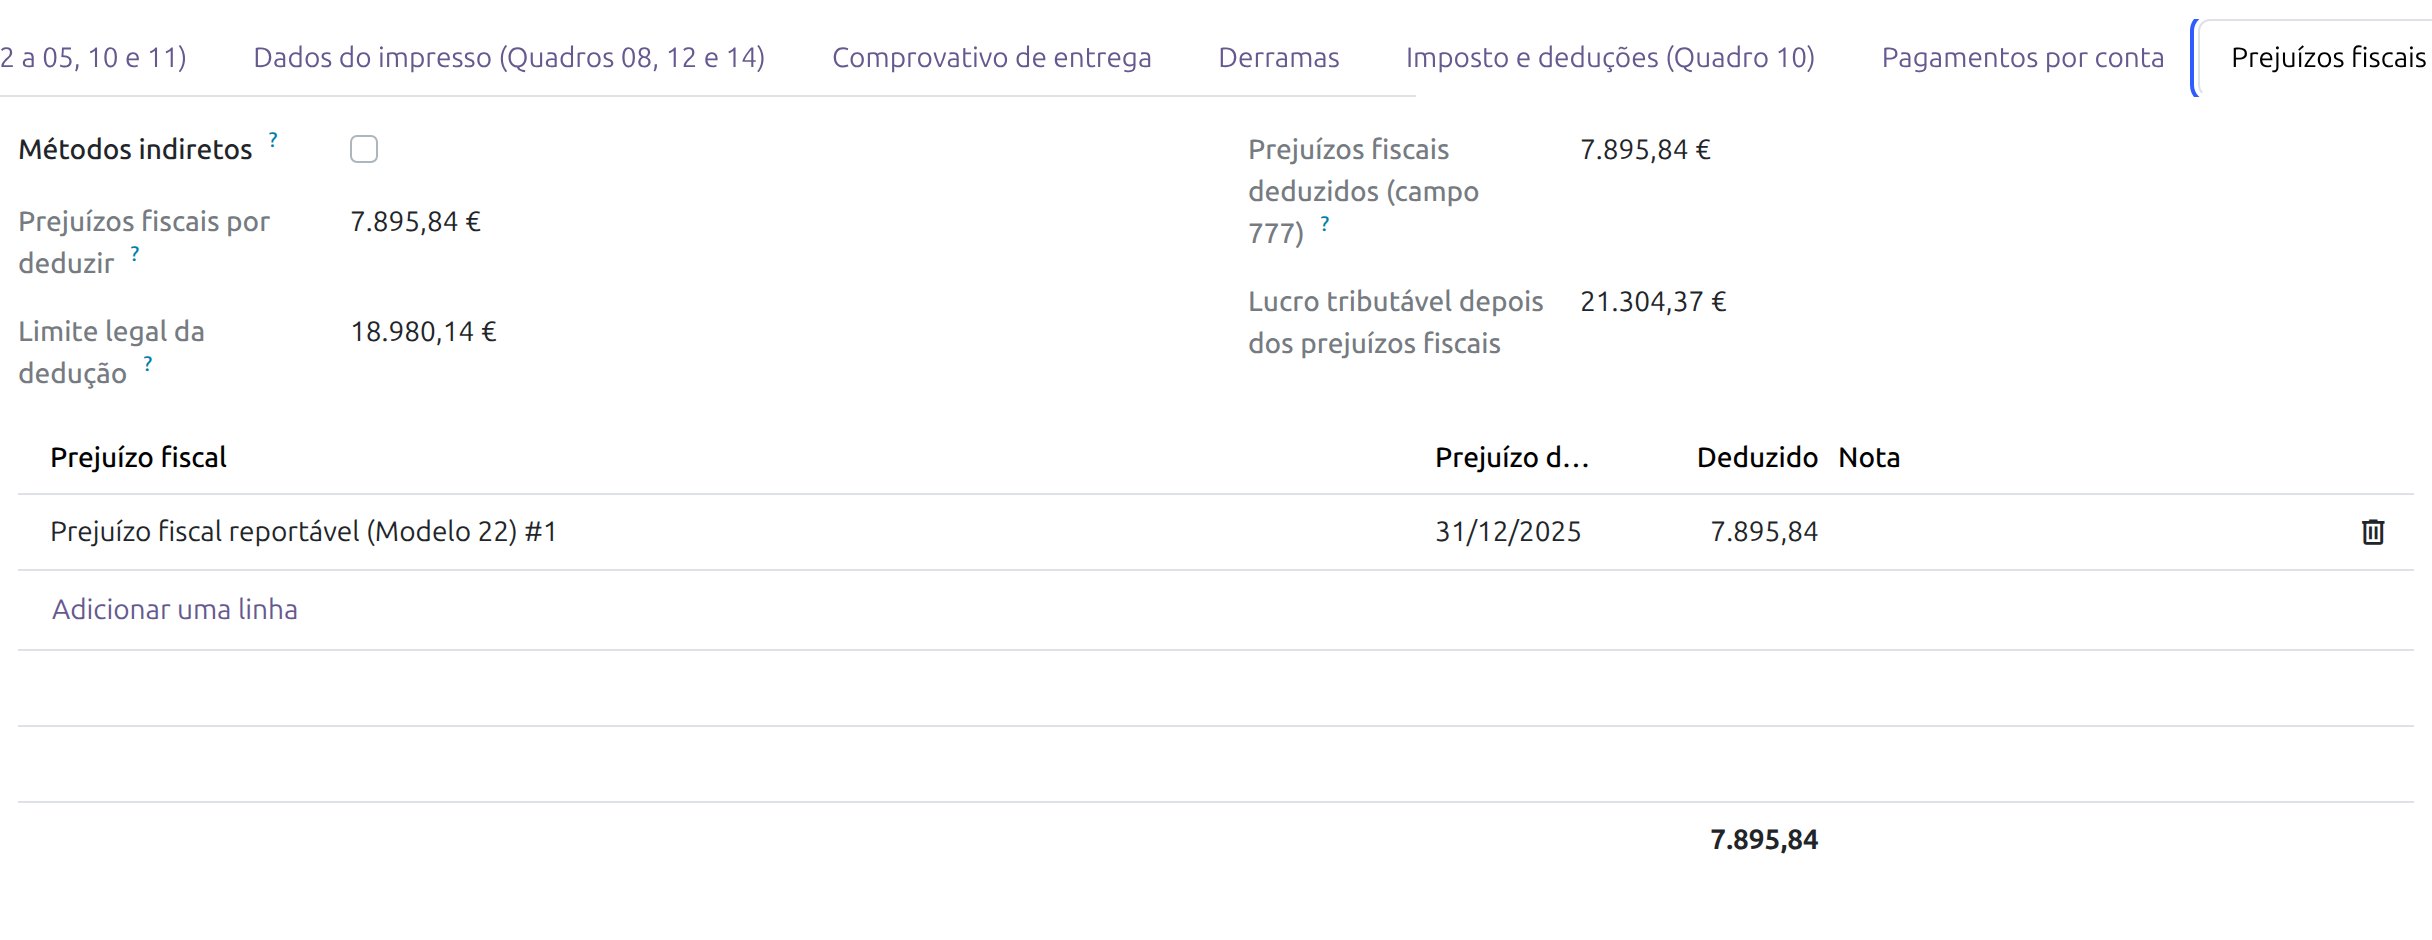 2 a 05, 10 e 11) Dados do impresso (Quadros 08, 12 e 14) Comprovativo de entrega Derramas Imposto e deduções (Quadro 10) Pagamentos por conta Prejuízos fiscais
Métodos indiretos ?
Prejuízos fiscais por
deduzir ?
7.895,84 €
Limite legal da
dedução ?
18.980,14 €
Prejuízos fiscais
deduzidos (campo
777) ?
7.895,84 €
Lucro tributável depois
dos prejuízos fiscais
21.304,37 €
Prejuízo fiscal Prejuízo d... Deduzido Nota
Prejuízo fiscal reportável (Modelo 22) #1 31/12/2025 7.895,84
Adicionar uma linha
7.895,84